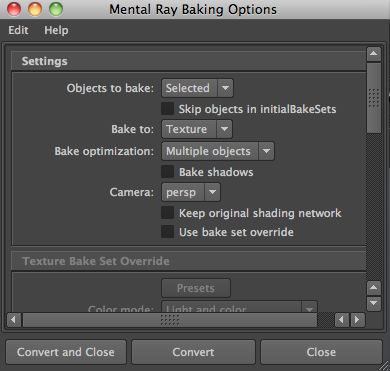 Mental Ray Baking Options
Edit Help
Settings
Objects to bake: Selected
Skip objects in initialBakeSets
Bake to: Texture
Bake optimization: Multiple objects
Bake shadows
Camera: persp
Keep original shading network
Use bake set override
Texture Bake Set Override
Presets
Color mode: Light and color
Convert and Close Convert Close